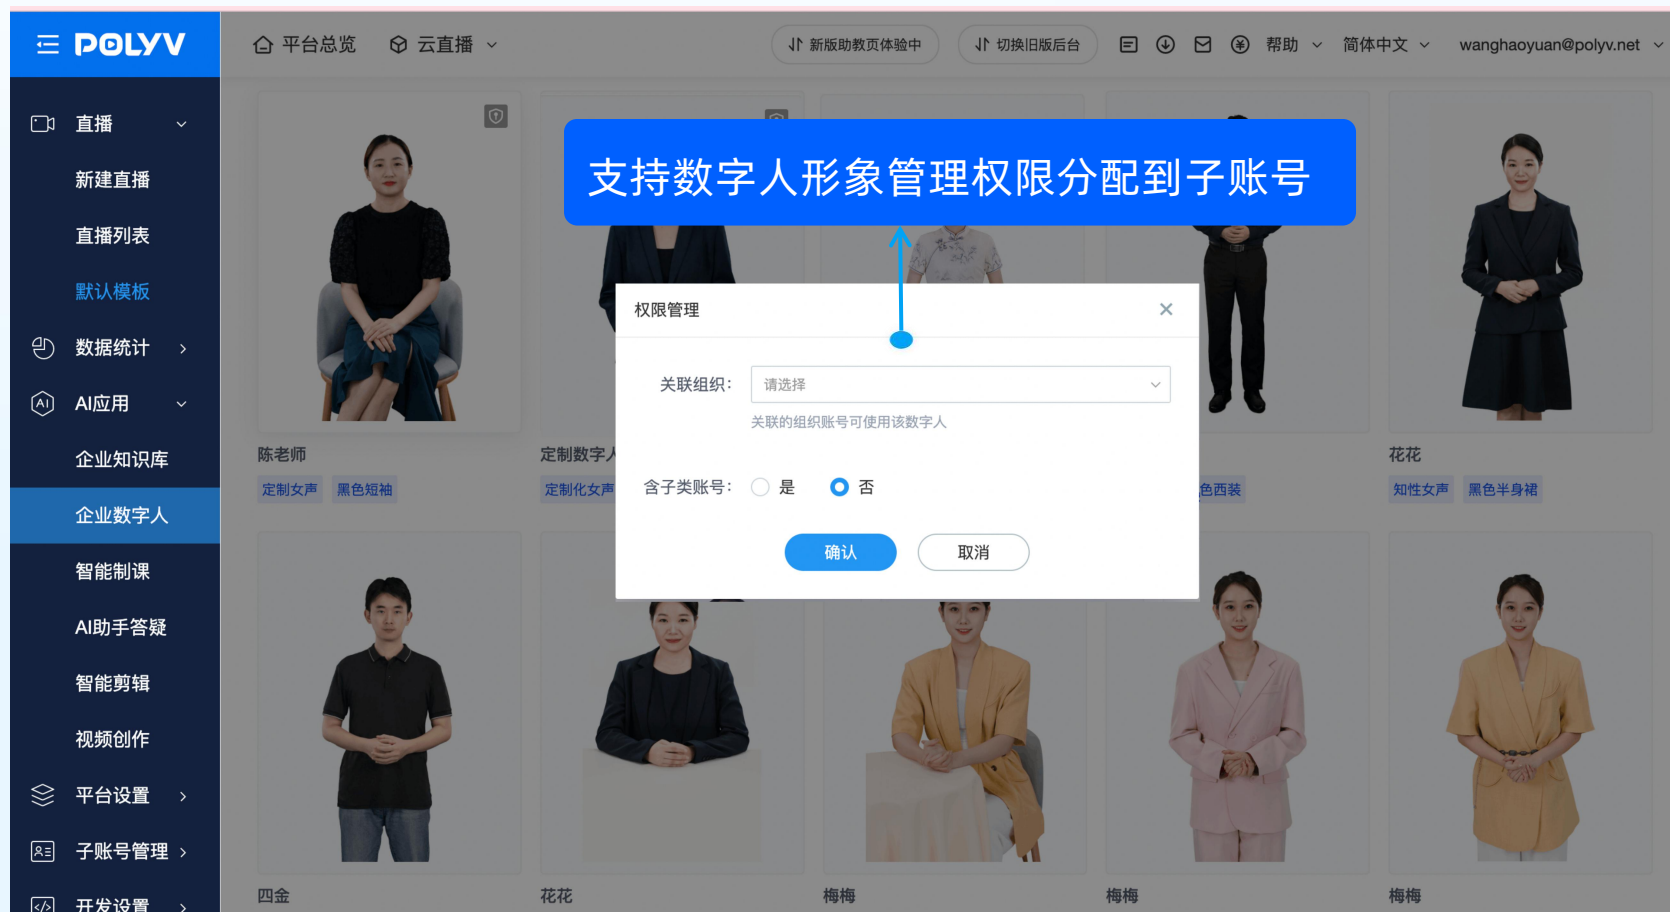 POLYV
平台总览
云直播
新版助教页体验中
切换旧版后台
帮助
简体中文
wanghaoyuan@polyv.net
直播
新建直播
直播列表
默认模板
数据统计
AI应用
企业知识库
企业数字人
智能制课
AI助手答疑
智能剪辑
视频创作
平台设置
子账号管理
开发设置
支持数字人形象管理权限分配到子账号
权限管理
关联组织：
请选择
关联的组织账号可使用该数字人
含子类账号：
是
否
确认
取消
陈老师
定制女声 黑色短袖
定制数字人
定制化女声
色西装
花花
知性女声 黑色半身裙
四金
花花
梅梅
梅梅
梅梅